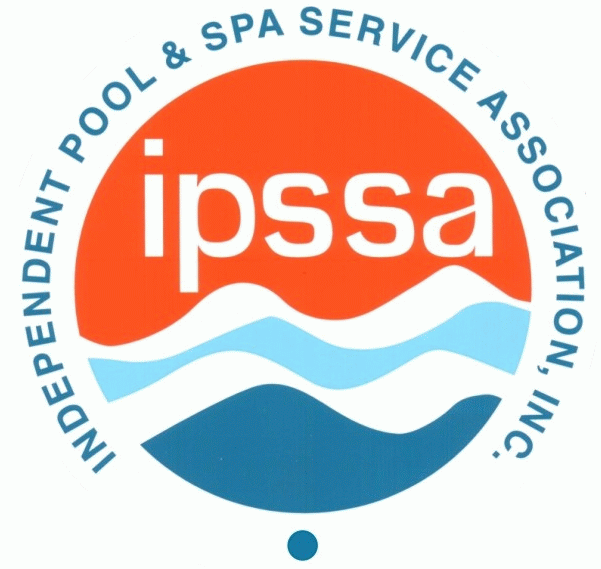 INDEPENDENT POOL & SPA SERVICE ASSOCIATION, INC.
ipssa